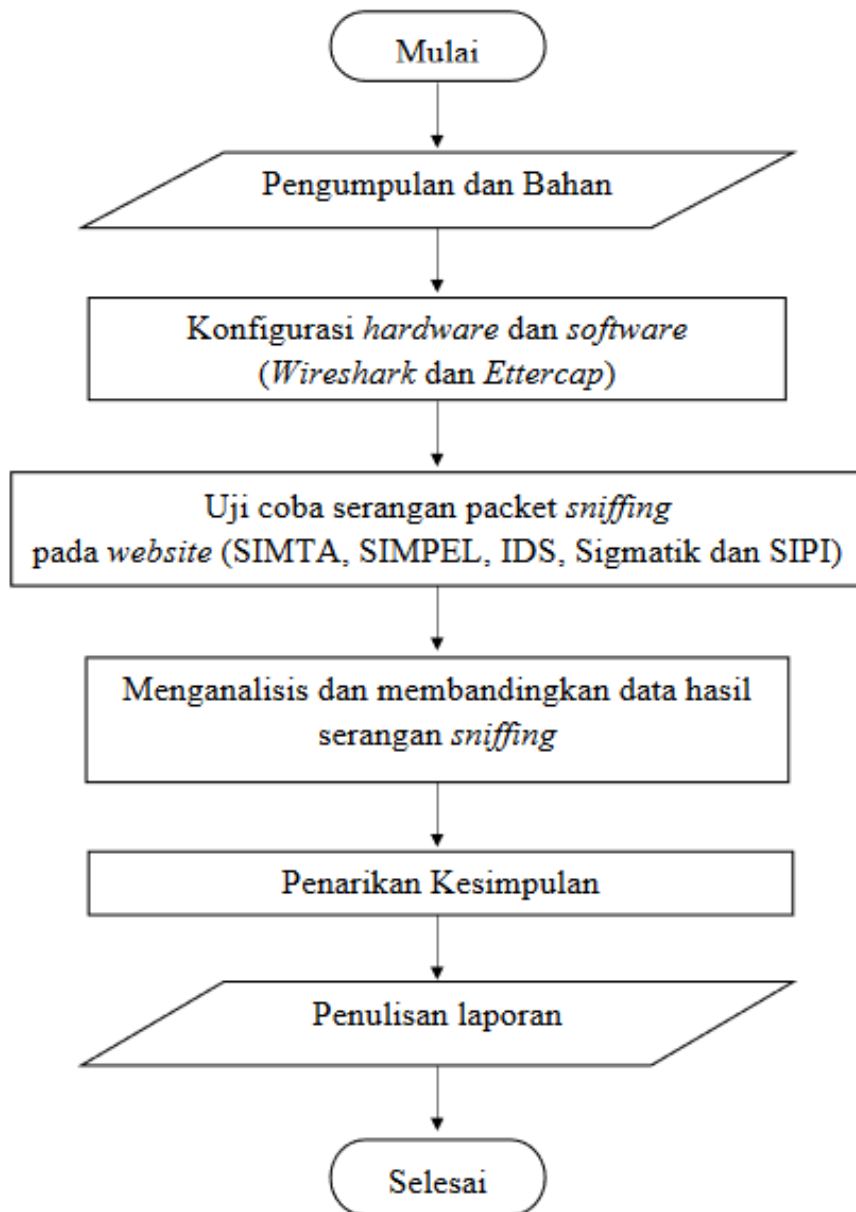 Mulai
Pengumpulan dan Bahan
Konfigurasi hardware dan software
(Wireshark dan Ettercap)
Uji coba serangan packet sniffing
pada website (SIMTA, SIMPEL, IDS, Sigmatik dan SIPI)
Menganalisis dan membandingkan data hasil
serangan sniffing
Penarikan Kesimpulan
Penulisan laporan
Selesai